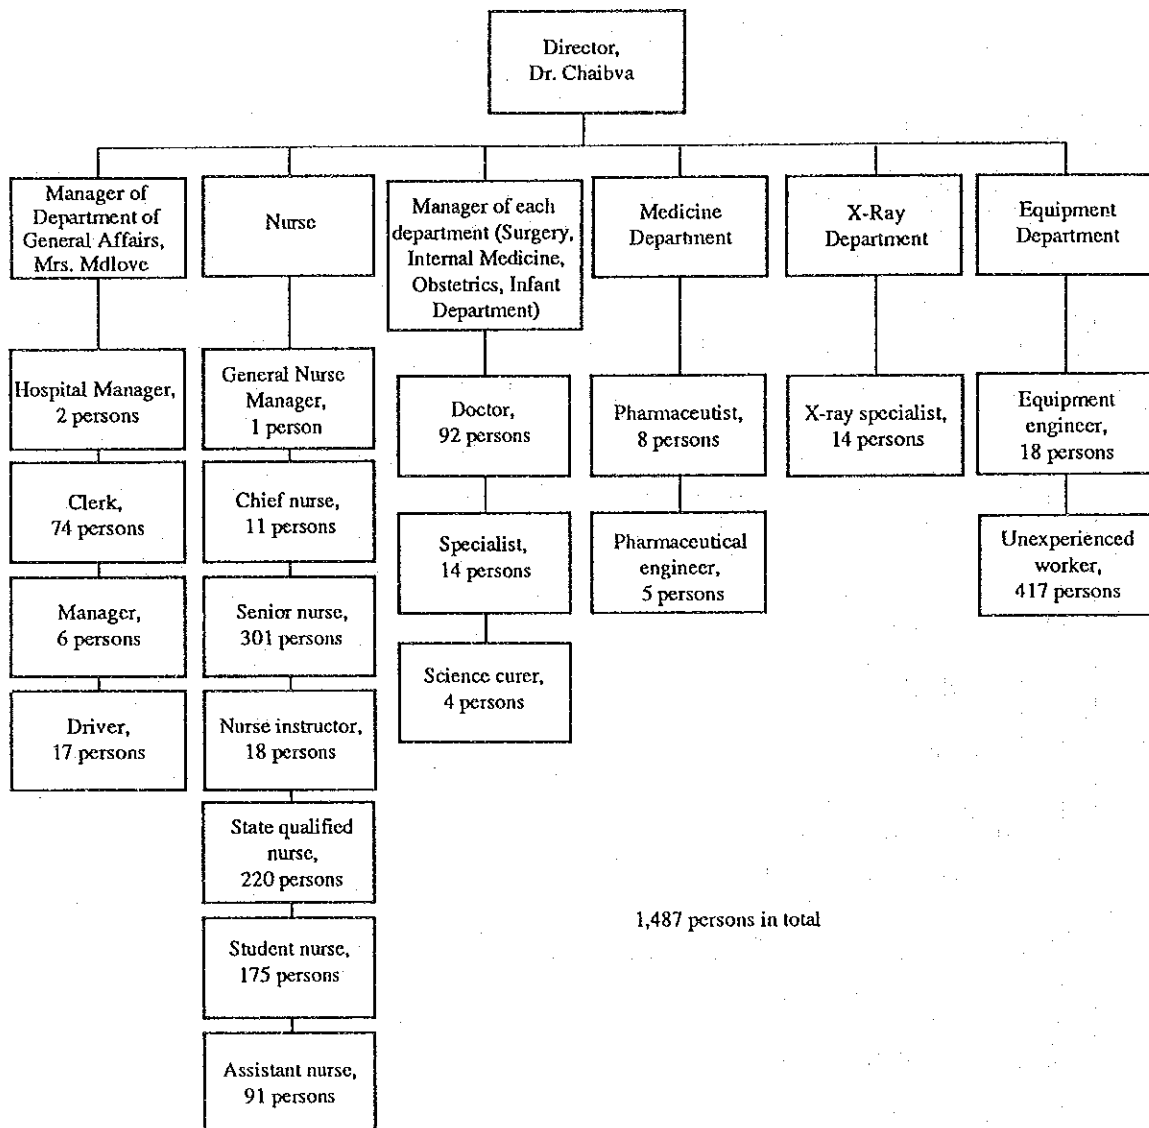 Director,
Dr. Chaibva
Manager of
Department of
General Affairs,
Mrs. Mdlove
Nurse
Manager of each
department (Surgery,
Internal Medicine,
Obstetrics, Infant
Department)
Medicine
Department
X-Ray
Department
Equipment
Department
Hospital Manager,
2 persons
Clerk,
74 persons
Manager,
6 persons
Driver,
17 persons
General Nurse
Manager,
1 person
Chief nurse,
11 persons
Senior nurse,
301 persons
Nurse instructor,
18 persons
State qualified
nurse,
220 persons
Student nurse,
175 persons
Assistant nurse,
91 persons
Doctor,
92 persons
Specialist,
14 persons
Science curer,
4 persons
Pharmaceutist,
8 persons
Pharmaceutical
engineer,
5 persons
X-ray specialist,
14 persons
Equipment
engineer,
18 persons
Unexperienced
worker,
417 persons
1,487 persons in total